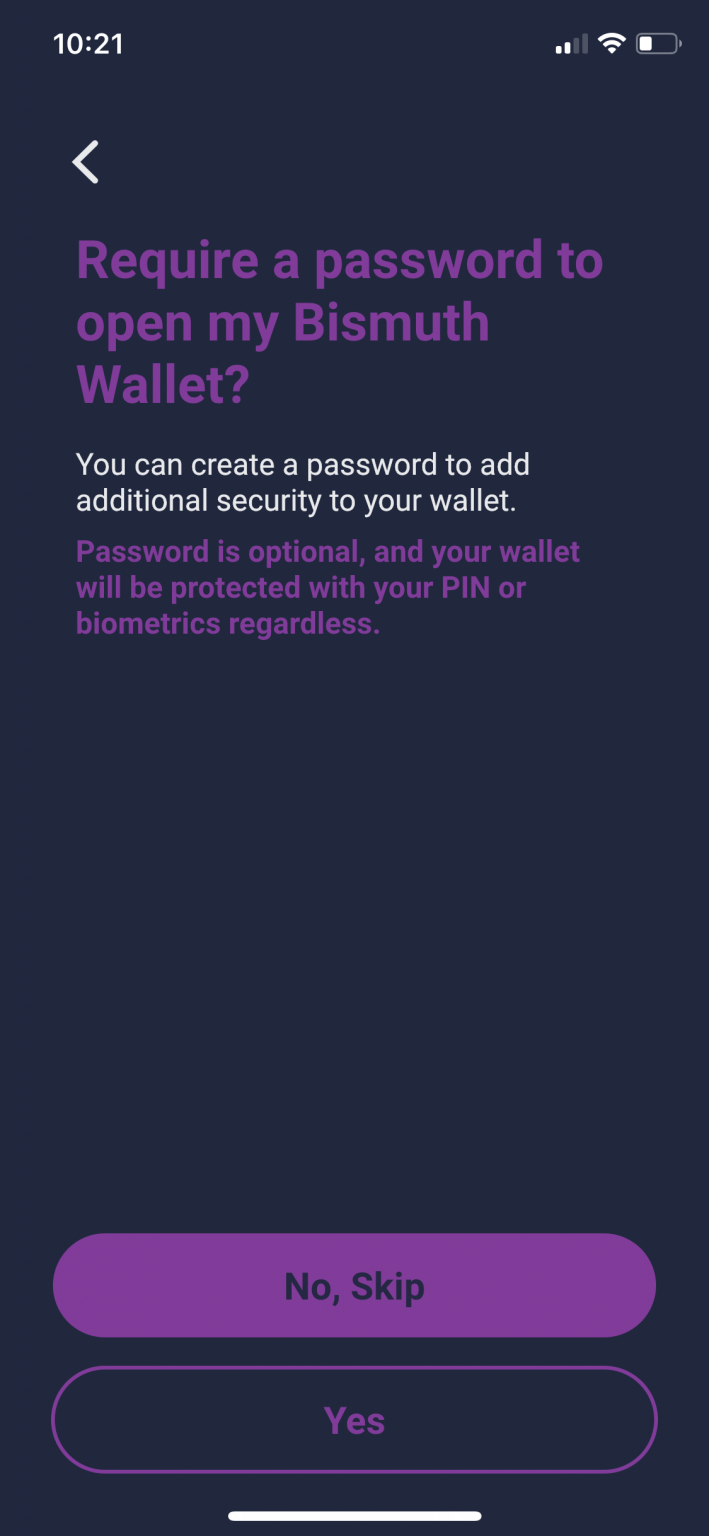 10:21
Require a password to
open my Bismuth
Wallet?
You can create a password to add
additional security to your wallet.
Password is optional, and your wallet
will be protected with your PIN or
biometrics regardless.
No, Skip
Yes